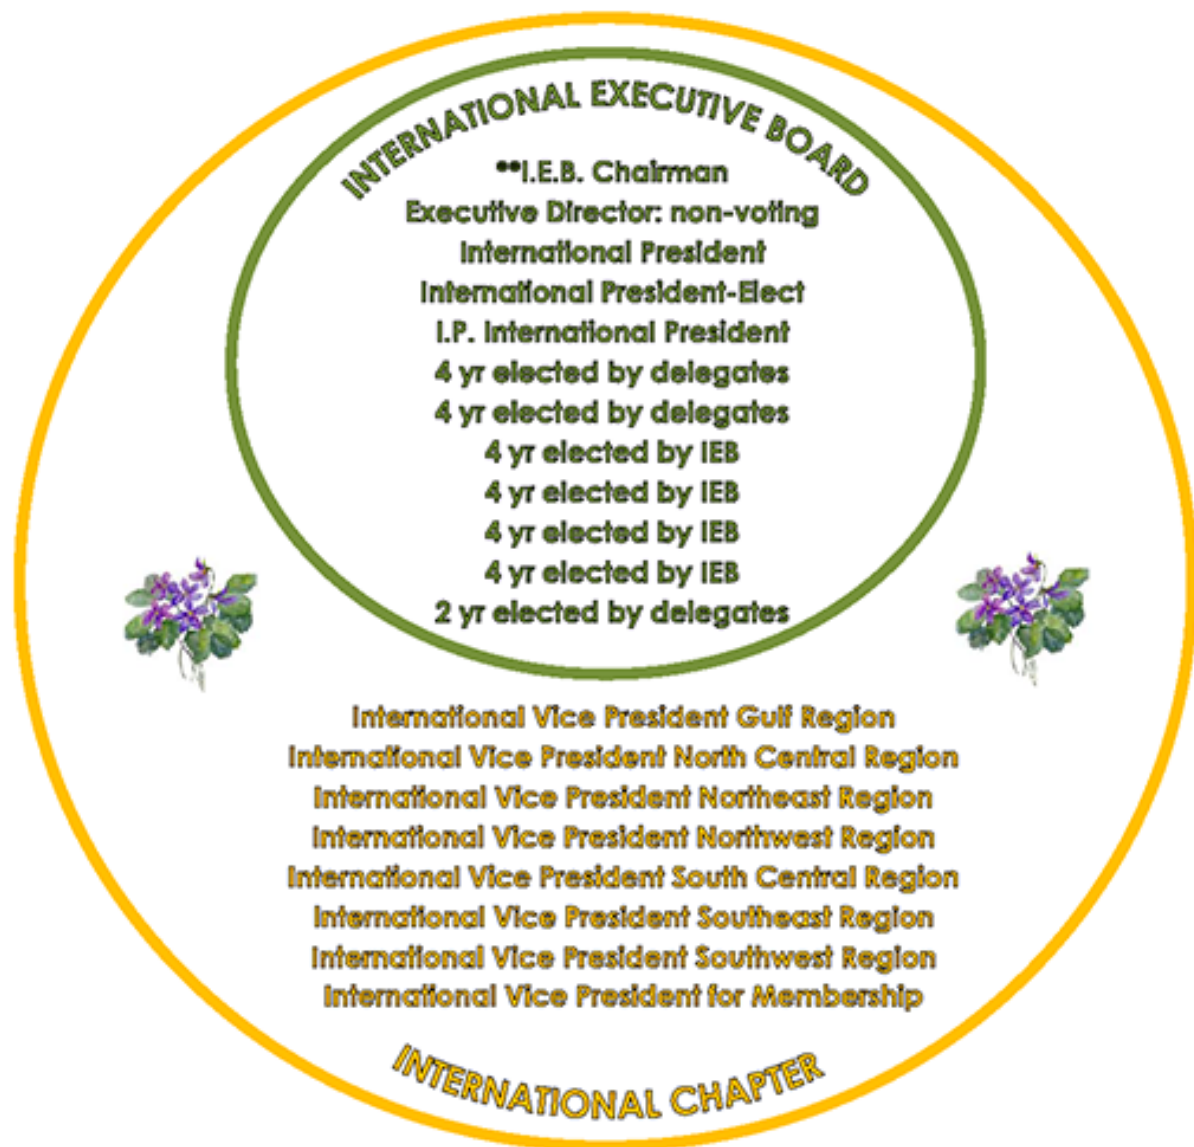 INTERNATIONAL EXECUTIVE BOARD
**I.E.B. Chairman
Executive Director: non-voting
International President
International President-Elect
I.P. International President
4 yr elected by delegates
4 yr elected by delegates
4 yr elected by IEB
4 yr elected by IEB
4 yr elected by IEB
4 yr elected by IEB
2 yr elected by delegates
International Vice President Gulf Region
International Vice President North Central Region
International Vice President Northeast Region
International Vice President Northwest Region
International Vice President South Central Region
International Vice President Southeast Region
International Vice President Southwest Region
International Vice President for Membership
INTERNATIONAL CHAPTER